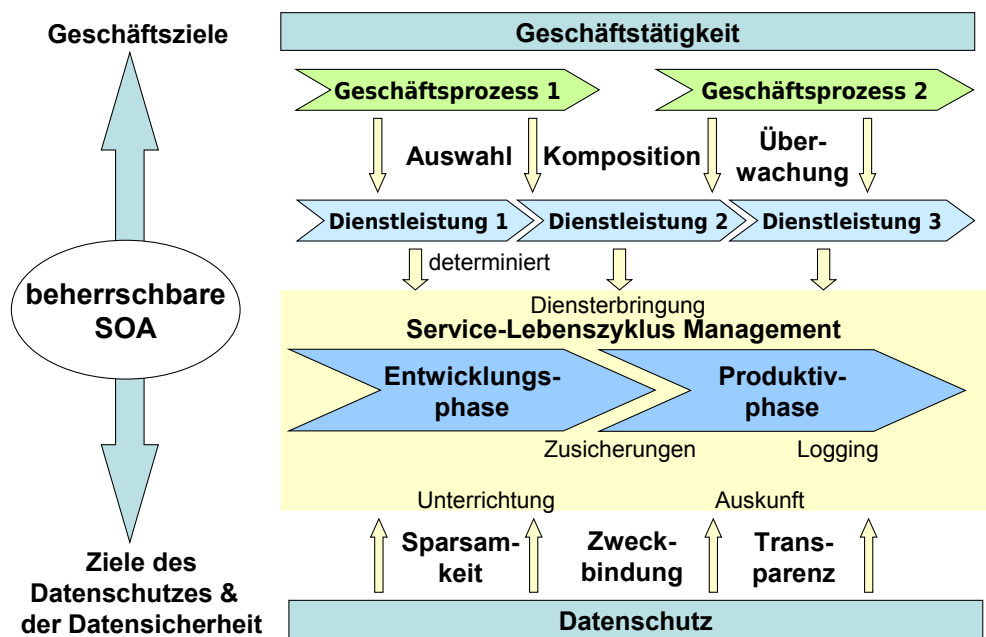 Geschäftsziele
Geschäftstätigkeit
Geschäftsprozess 1
Geschäftsprozess 2
Auswahl
Komposition
Über-
wachung
Dienstleistung 1
Dienstleistung 2
Dienstleistung 3
determiniert
beherrschbare
SOA
Diensterbringung
Service-Lebenszyklus Management
Entwicklungs-
phase
Produktiv-
phase
Zusicherungen
Logging
Unterrichtung
Auskunft
Sparsam-
keit
Zweck-
bindung
Trans-
parenz
Ziele des
Datenschutzes &
der Datensicherheit
Datenschutz